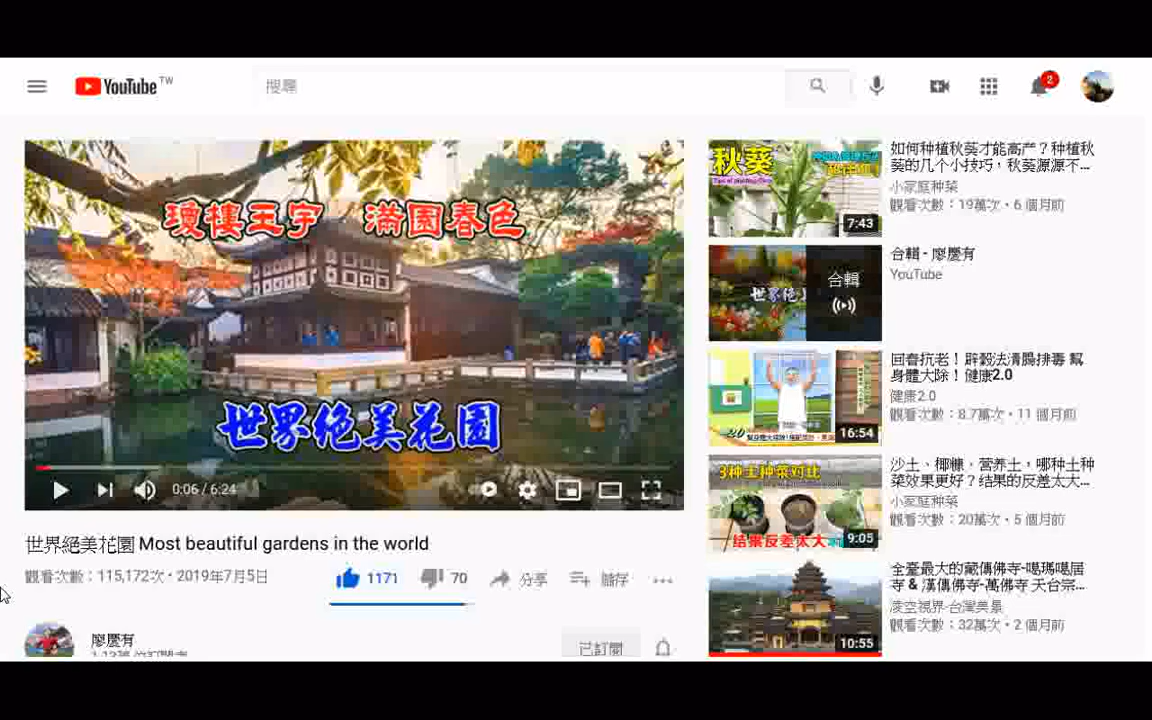 YouTube TW
搜尋
2
瓊樓玉宇 滿園春色
世界絕美花園
0:06 / 6:24
世界絕美花園 Most beautiful gardens in the world
觀看次數：115,172次・2019年7月5日
1171
70
分享
儲存
廖慶有
已訂閱
秋葵
7:43
如何种植秋葵才能高产？种植秋
葵的几个小技巧，秋葵源源不...
小家庭种菜
觀看次數：19萬次・6 個月前
世界絕
合輯
合輯 - 廖慶有
YouTube
16:54
回春抗老！辟穀法清腸排毒 幫
身體大除！健康2.0
健康2.0
觀看次數：8.7萬次・11 個月前
3种土种菜对比
结果反差太大
9:05
沙土、椰糠、营养土，哪种土种
菜效果更好？结果的反差太大...
小家庭种菜
觀看次數：20萬次・5 個月前
10:55
全臺最大的藏傳佛寺-噶瑪噶居
寺 & 漢傳佛寺-萬佛寺 天台宗...
淩空視界-台灣美景
觀看次數：32萬次・2 個月前